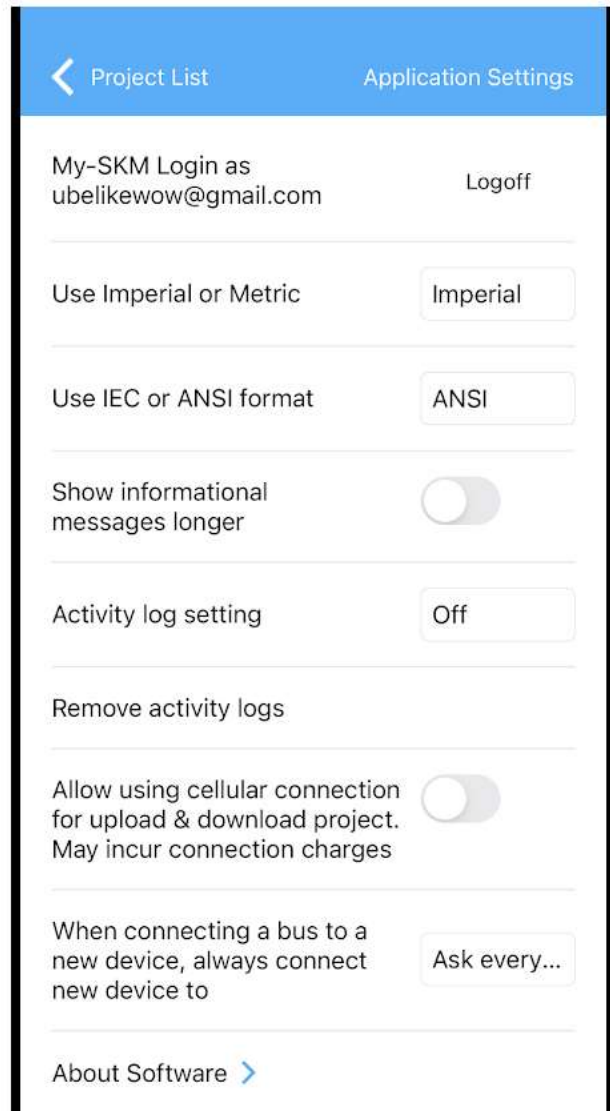 Project List
Application Settings
My-SKM Login as
ubelikewow@gmail.com
Logoff
Use Imperial or Metric
Imperial
Use IEC or ANSI format
ANSI
Show informational
messages longer
Activity log setting
Off
Remove activity logs
Allow using cellular connection
for upload & download project.
May incur connection charges
When connecting a bus to a
new device, always connect
new device to
Ask every...
About Software